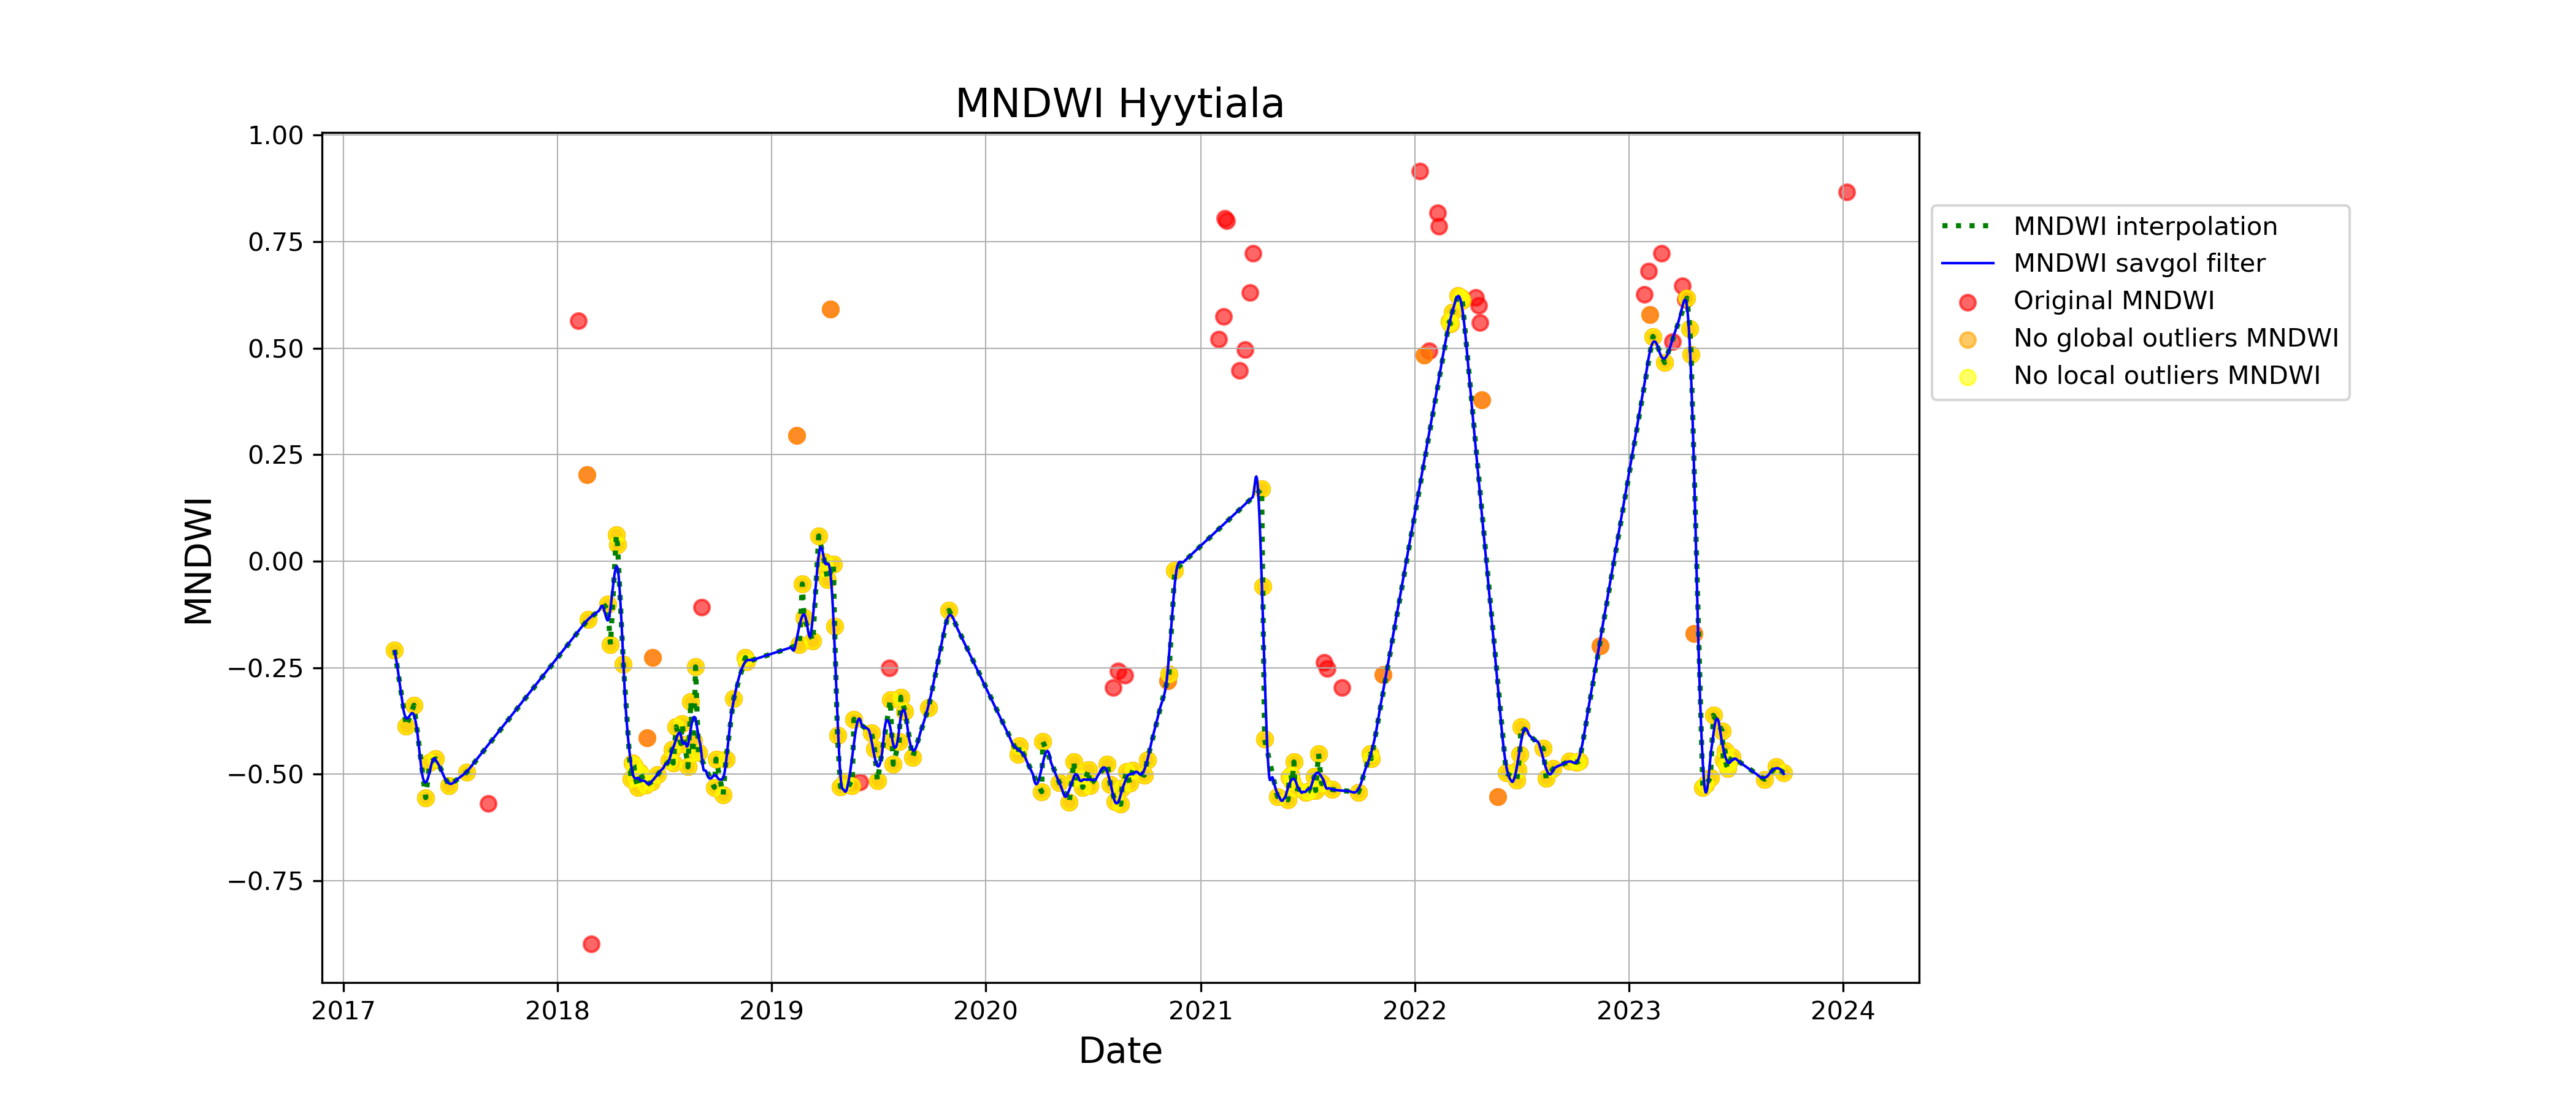 MNDWI Hyytiala
1.00
0.75
0.50
0.25
0.00
−0.25
−0.50
−0.75
MNDWI
2017 2018 2019 2020 2021 2022 2023 2024
Date
MNDWI interpolation
MNDWI savgol filter
Original MNDWI
No global outliers MNDWI
No local outliers MNDWI